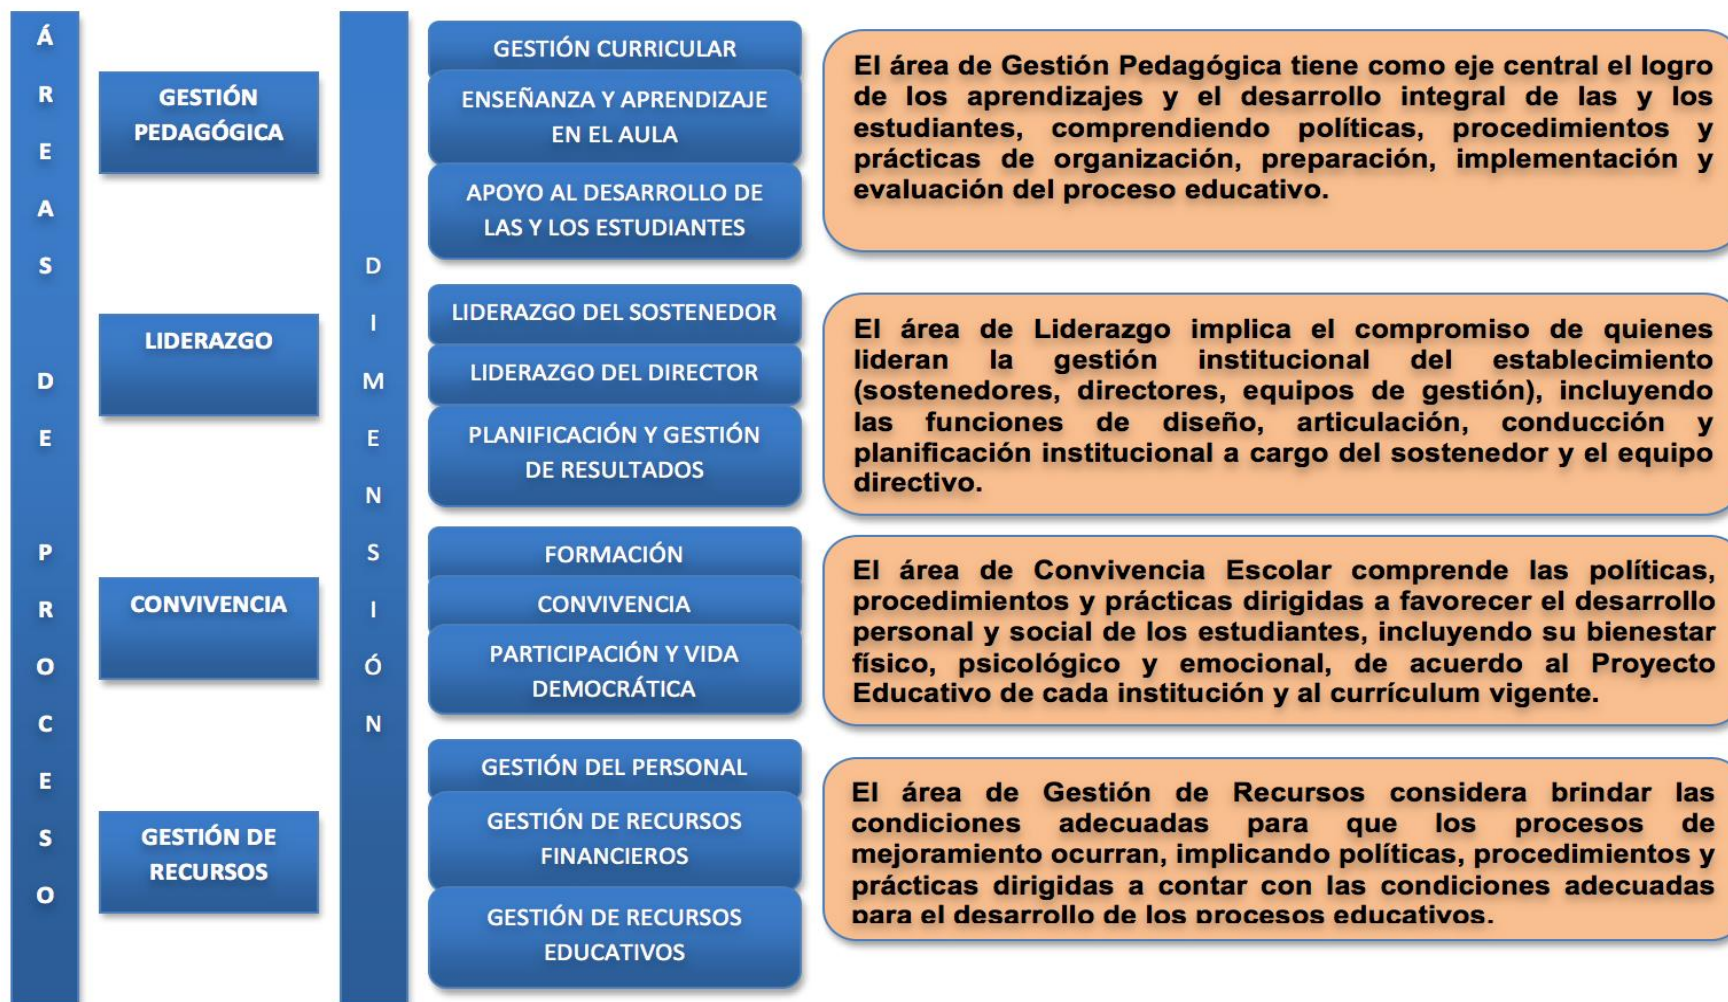 ÁREAS DE PROCESO
DIMENSIÓN
GESTIÓN
PEDAGÓGICA
GESTIÓN CURRICULAR
ENSEÑANZA Y APRENDIZAJE
EN EL AULA
APOYO AL DESARROLLO DE
LAS Y LOS ESTUDIANTES
El área de Gestión Pedagógica tiene como eje central el logro
de los aprendizajes y el desarrollo integral de las y los
estudiantes, comprendiendo políticas, procedimientos y
prácticas de organización, preparación, implementación y
evaluación del proceso educativo.
LIDERAZGO
LIDERAZGO DEL SOSTENEDOR
LIDERAZGO DEL DIRECTOR
PLANIFICACIÓN Y GESTIÓN
DE RESULTADOS
El área de Liderazgo implica el compromiso de quienes
lideran la gestión institucional del establecimiento
(sostenedores, directores, equipos de gestión), incluyendo
las funciones de diseño, articulación, conducción y
planificación institucional a cargo del sostenedor y el equipo
directivo.
CONVIVENCIA
FORMACIÓN
CONVIVENCIA
PARTICIPACIÓN Y VIDA
DEMOCRÁTICA
El área de Convivencia Escolar comprende las políticas,
procedimientos y prácticas dirigidas a favorecer el desarrollo
personal y social de los estudiantes, incluyendo su bienestar
físico, psicológico y emocional, de acuerdo al Proyecto
Educativo de cada institución y al currículum vigente.
GESTIÓN DE
RECURSOS
GESTIÓN DEL PERSONAL
GESTIÓN DE RECURSOS
FINANCIEROS
GESTIÓN DE RECURSOS
EDUCATIVOS
El área de Gestión de Recursos considera brindar las
condiciones adecuadas para que los procesos de
mejoramiento ocurran, implicando políticas, procedimientos y
prácticas dirigidas a contar con las condiciones adecuadas
para el desarrollo de los procesos educativos.